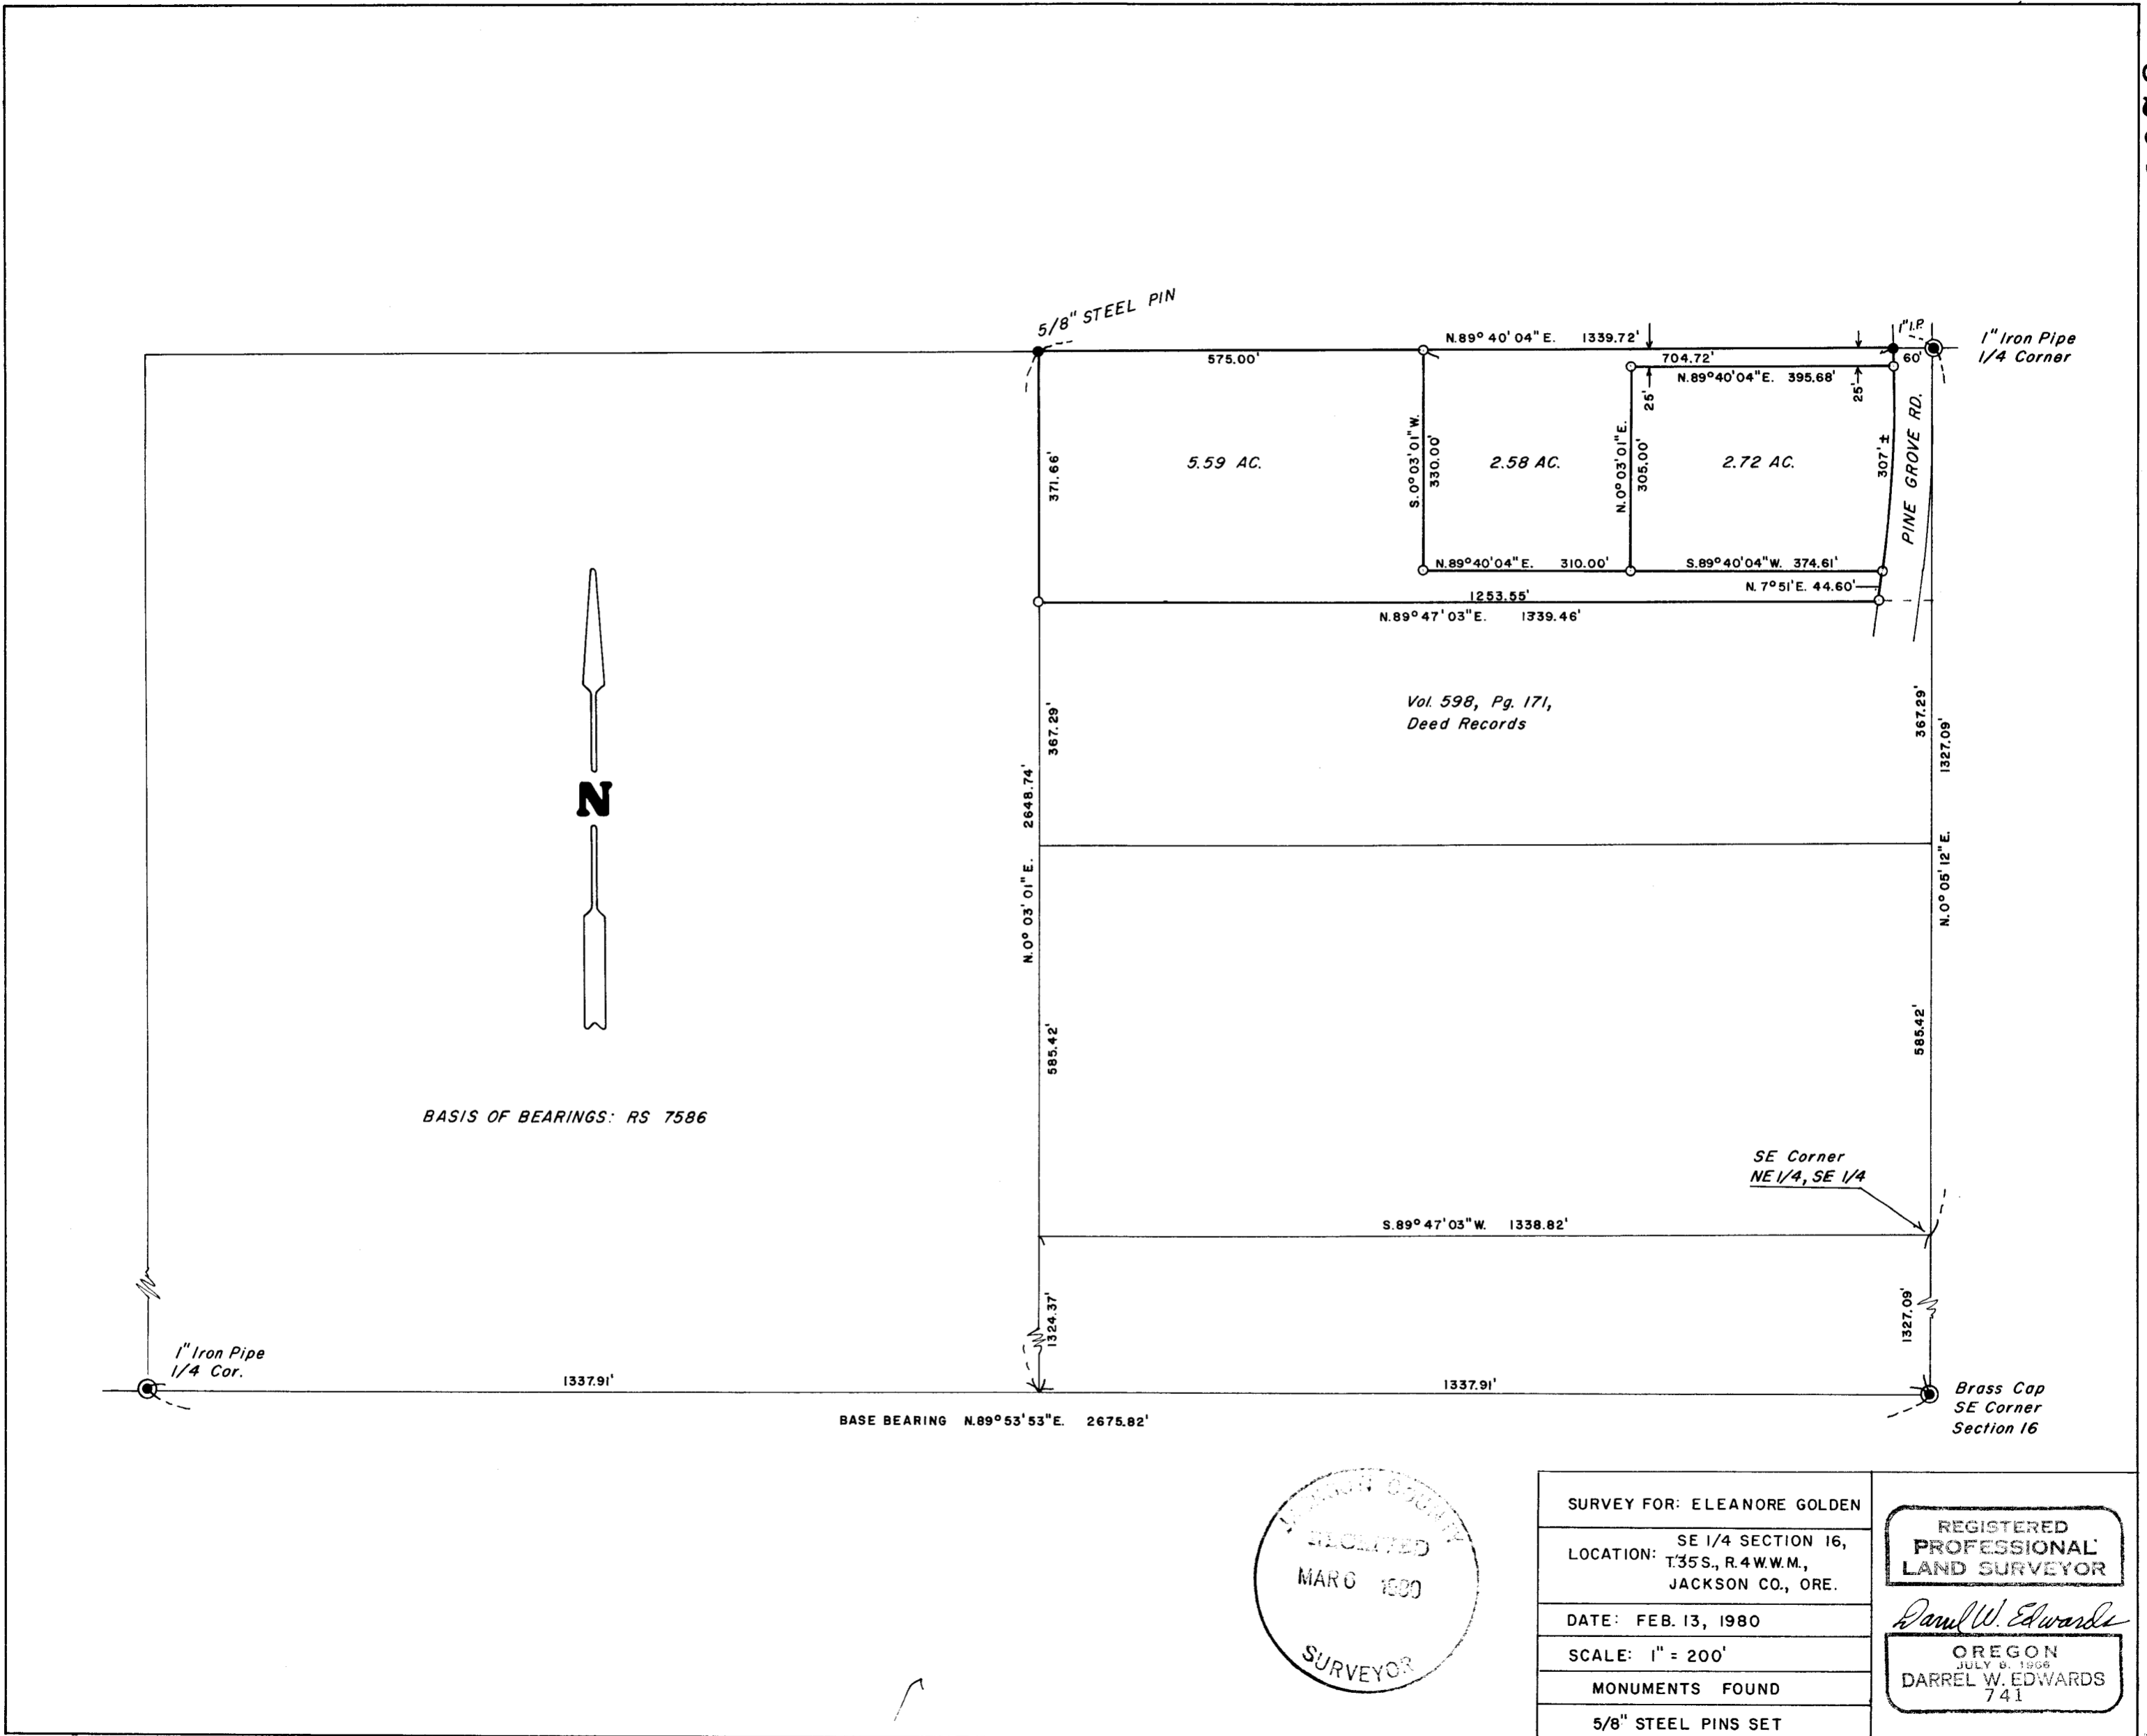 5/8" STEEL PIN
N.89° 40' 04" E. 1339.72'
1" I.P.
1" Iron Pipe
1/4 Corner
575.00'
704.72'
60'
N.89°40'04"E. 395.68'
25'
25'
371.66'
5.59 AC.
S.0° 03' 01" W.
330.00'
2.58 AC.
N.0° 03' 01" E.
305.00'
2.72 AC.
307' ±
PINE GROVE RD.
N.89°40'04"E. 310.00'
S.89°40'04"W. 374.61'
N. 7° 51' E. 44.60'
1253.55'
N.89° 47' 03" E. 1339.46'
Vol. 598, Pg. 171,
Deed Records
367.29'
2648.74'
N.0° 03' 01" E.
367.29'
1327.09'
N.0° 05' 12" E.
N
585.42'
585.42'
BASIS OF BEARINGS: RS 7586
SE Corner
NE 1/4, SE 1/4
S.89° 47' 03" W. 1338.82'
1324.37'
1327.09'
1" Iron Pipe
1/4 Cor.
1337.91'
1337.91'
BASE BEARING N.89° 53' 53" E. 2675.82'
Brass Cap
SE Corner
Section 16
JACKSON COUNTY
RECEIVED
MAR 6 1980
SURVEYOR
SURVEY FOR: ELEANORE GOLDEN
LOCATION: SE 1/4 SECTION 16,
T.35 S., R. 4 W. W. M.,
JACKSON CO., ORE.
DATE: FEB. 13, 1980
SCALE: 1" = 200'
MONUMENTS FOUND
5/8" STEEL PINS SET
REGISTERED
PROFESSIONAL
LAND SURVEYOR
Darrel W. Edwards
OREGON
JULY 8, 1966
DARREL W. EDWARDS
741